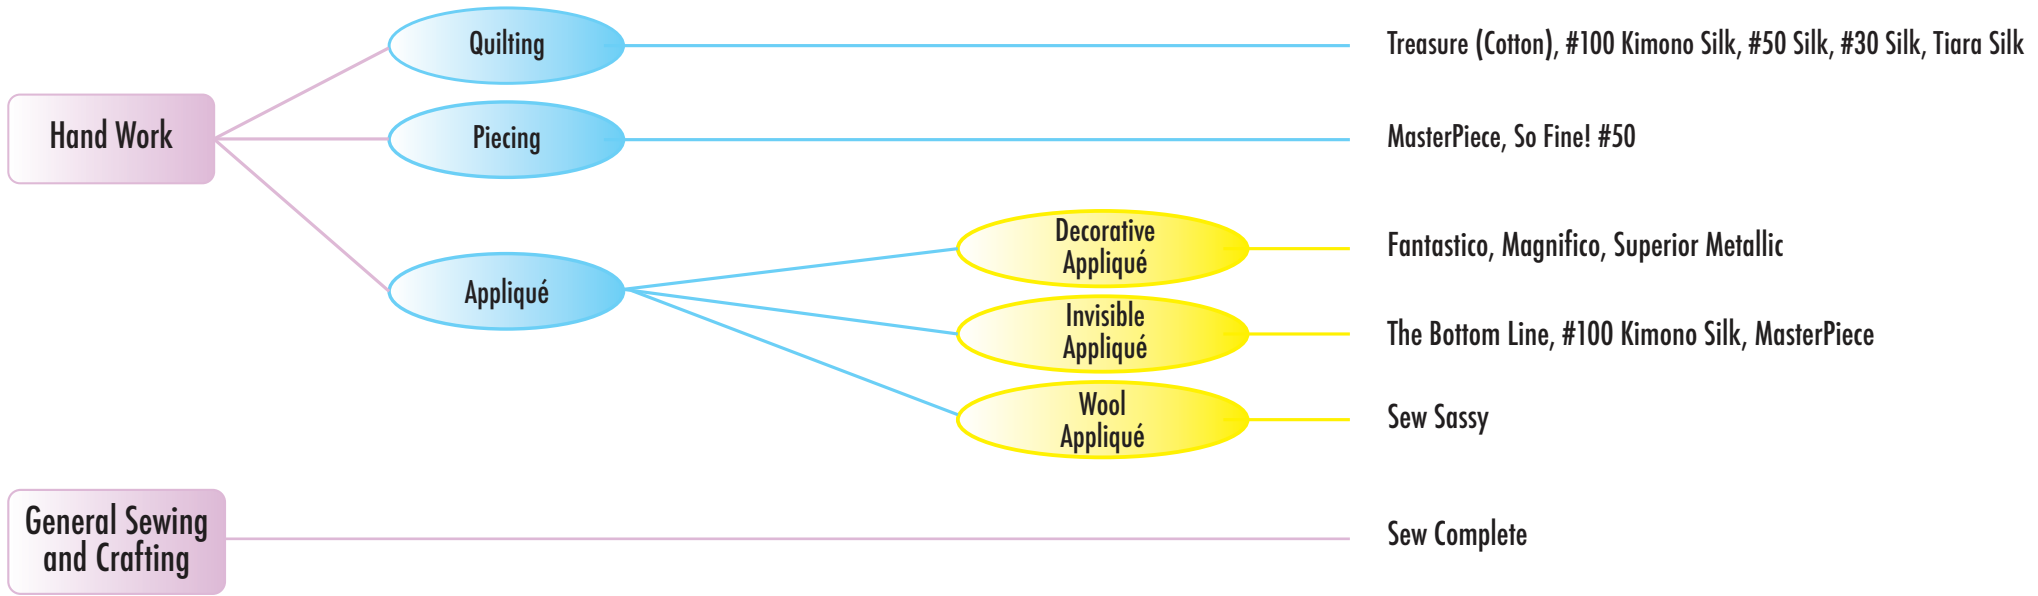 Hand Work
Quilting
Treasure (Cotton), #100 Kimono Silk, #50 Silk, #30 Silk, Tiara Silk
Piecing
MasterPiece, So Fine! #50
Appliqué
Decorative
Appliqué
Fantastico, Magnifico, Superior Metallic
Invisible
Appliqué
The Bottom Line, #100 Kimono Silk, MasterPiece
Wool
Appliqué
Sew Sassy
General Sewing
and Crafting
Sew Complete